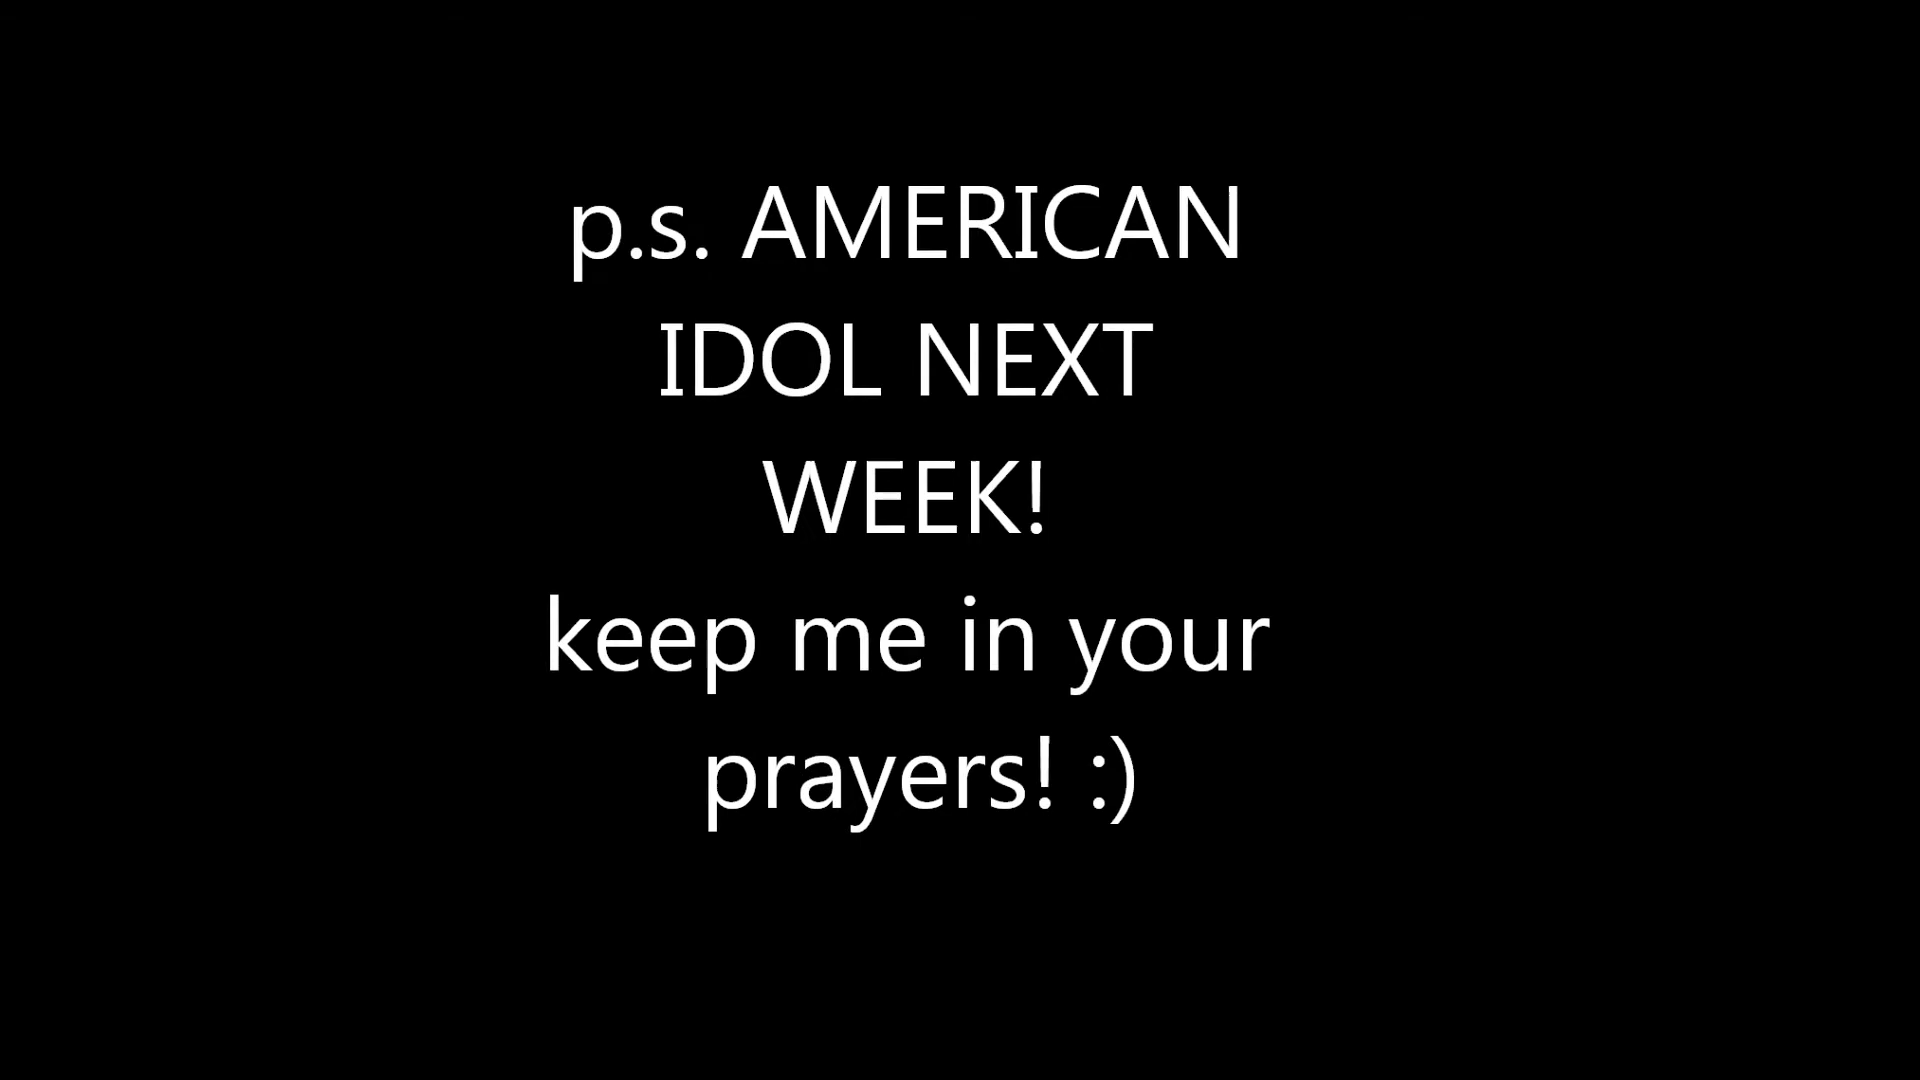 p.s. AMERICAN
IDOL NEXT
WEEK!
keep me in your
prayers! :)